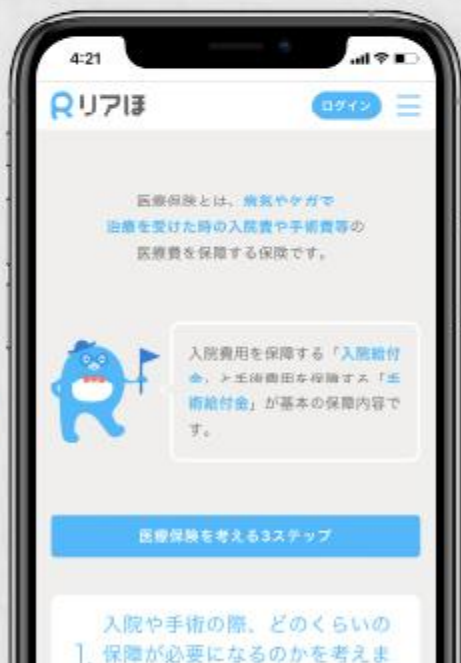 4:21
リアほ
ログイン
医療保険とは、病気やケガで
治療を受けた時の入院費や手術費等の
医療費を保障する保険です。
入院費用を保障する「入院給付
金」と手術費用を保障する「手
術給付金」が基本の保障内容で
す。
医療保険を考える3ステップ
入院や手術の際、どのくらいの
1. 保障が必要になるのかを考えま